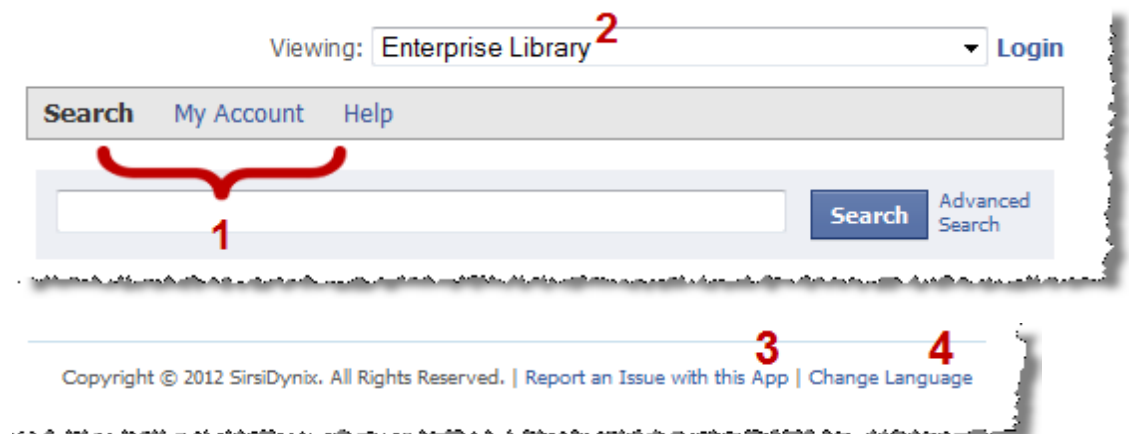 2
Viewing: Enterprise Library Login
Search My Account Help
1
Search Advanced
Search
3 4
Copyright © 2012 SirsiDynix. All Rights Reserved. | Report an Issue with this App | Change Language